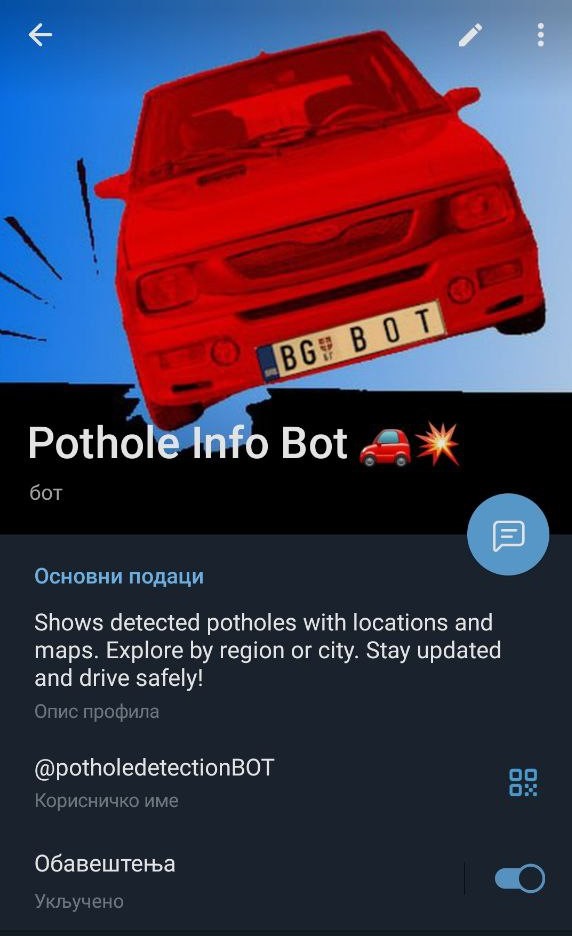 BG BOT
Pothole Info Bot 🚗💥
бот
Основни подаци
Shows detected potholes with locations and
maps. Explore by region or city. Stay updated
and drive safely!
Опис профила
@potholedetectionBOT
Корисничко име
Обавештења
Укључено